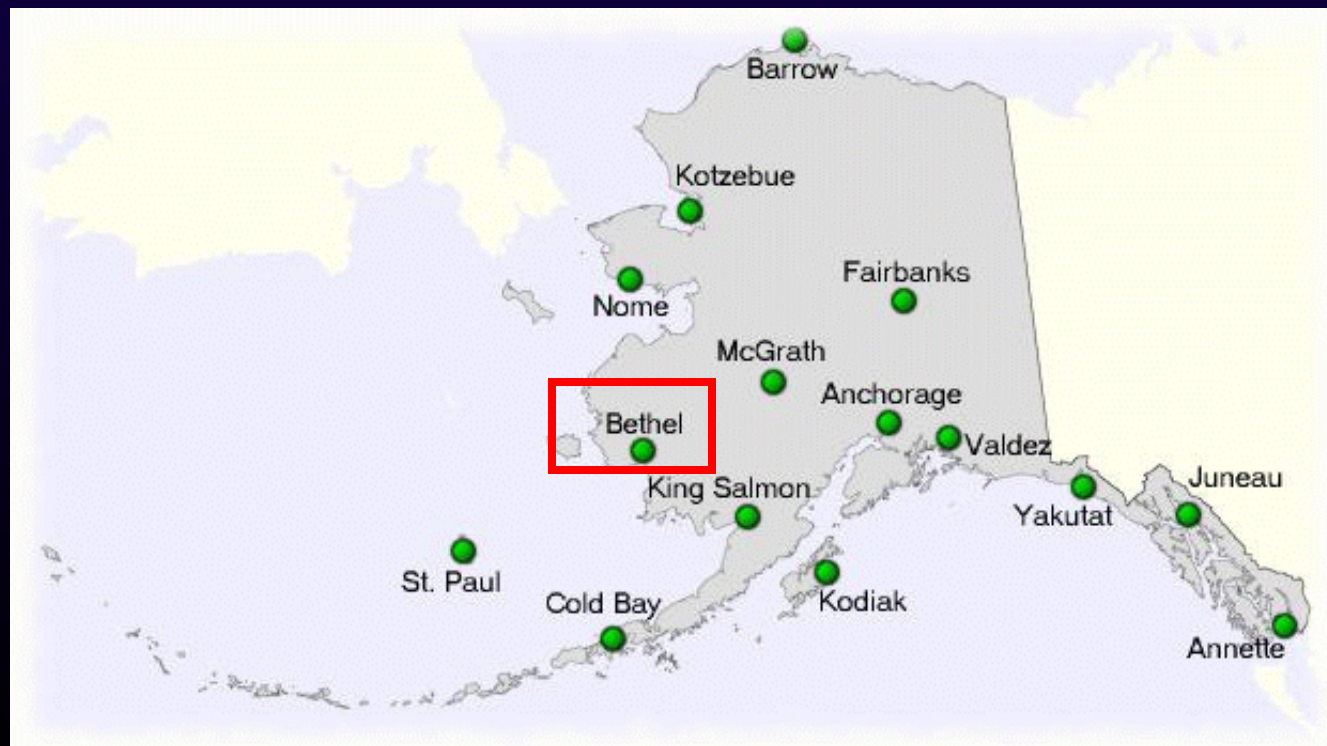 Barrow
Kotzebue
Fairbanks
Nome
McGrath
Anchorage
Bethel
Valdez
Juneau
King Salmon
Yakutat
St. Paul
Cold Bay
Kodiak
Annette